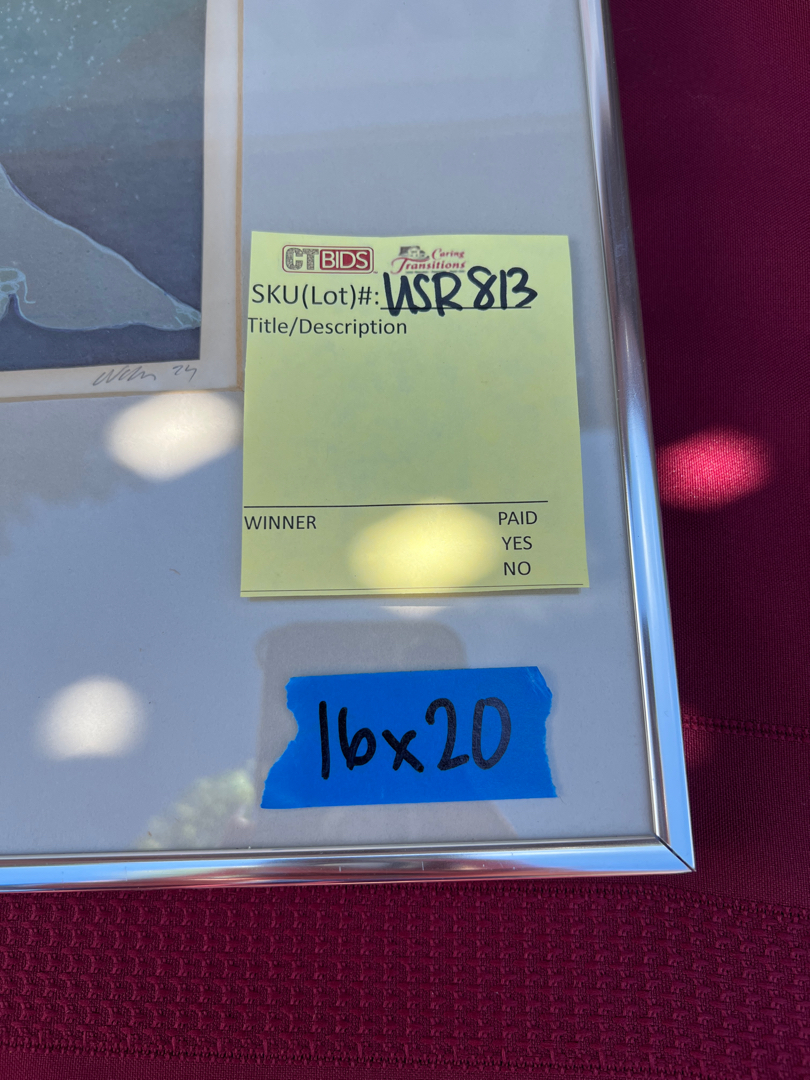 CTBIDS
Caring
Transitions
SKU(Lot)#: USR813
Title/Description
WINNER
PAID
YES
NO
16x20